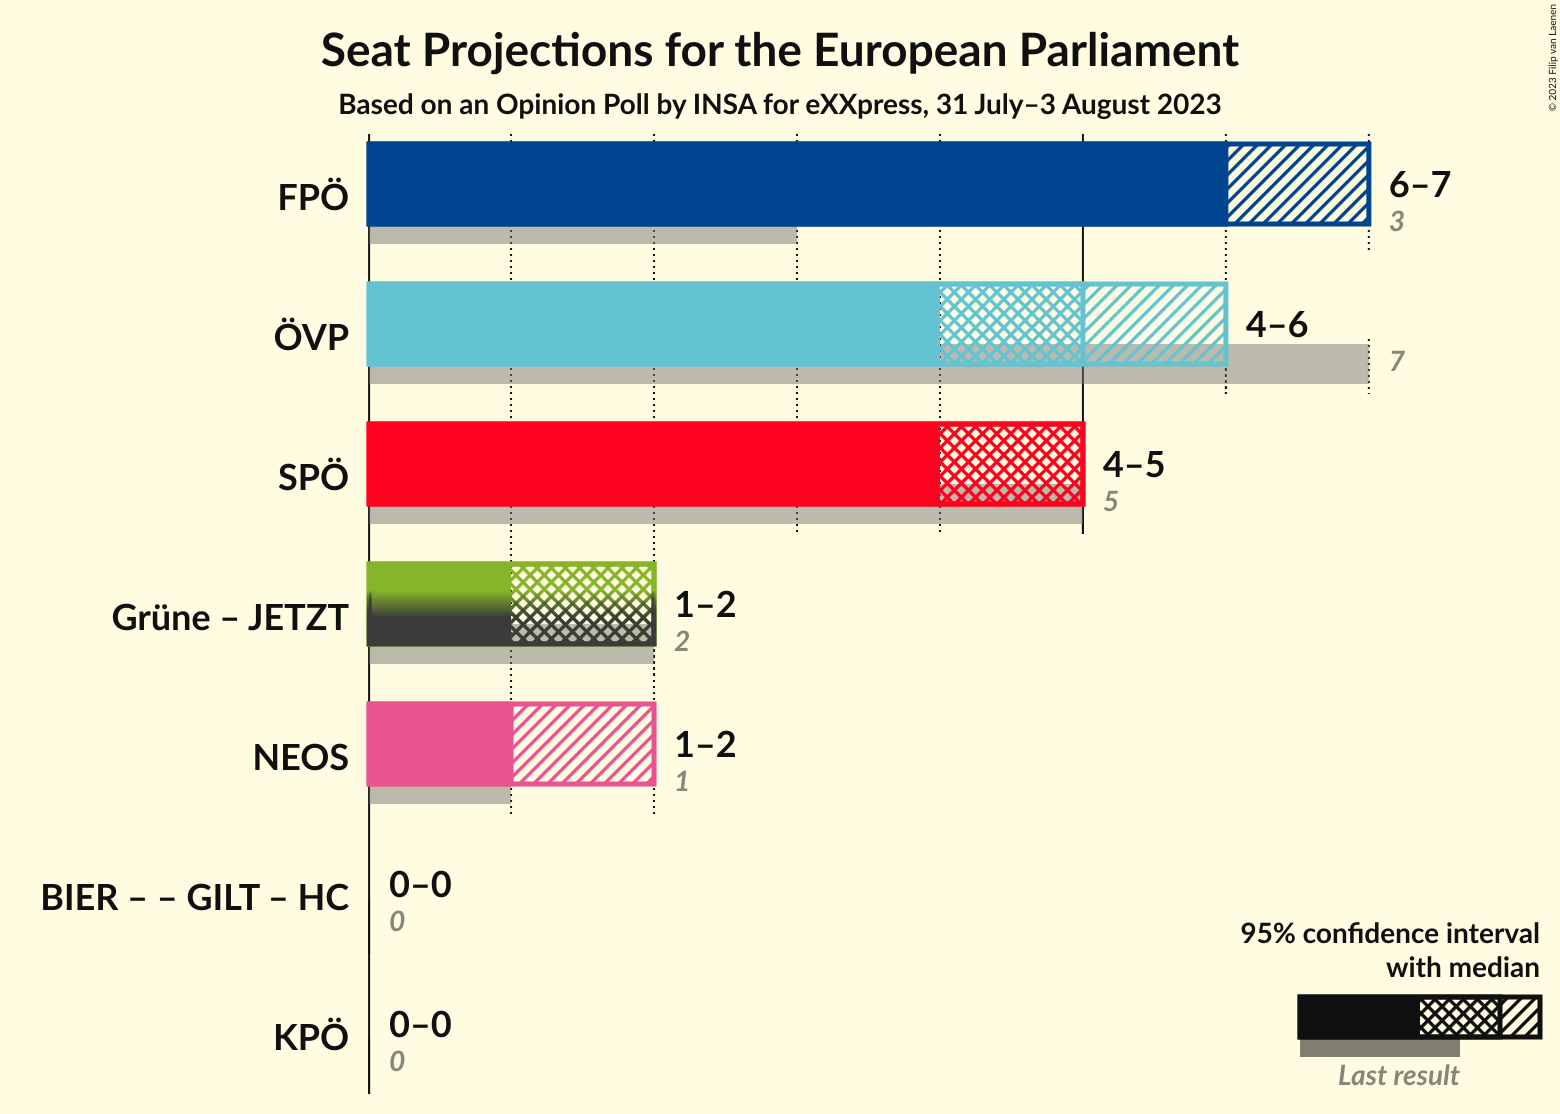 Seat Projections for the European Parliament
Based on an Opinion Poll by INSA for eXXpress, 31 July–3 August 2023
© 2023 Filip van Laenen
FPÖ
6–7
3
ÖVP
4–6
7
SPÖ
4–5
5
Grüne – JETZT
1–2
2
NEOS
1–2
1
BIER – – GILT – HC
0–0
0
KPÖ
0–0
0
95% confidence interval
with median
Last result